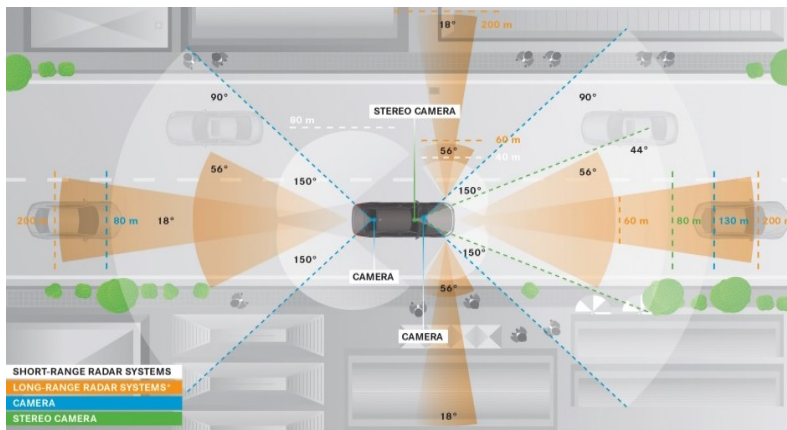 18°
200 m
90°
90°
STEREO CAMERA
80 m
60 m
44°
56°
40 m
56°
56°
150°
150°
200 m
80 m
18°
60 m
80 m
130 m
200 m
150°
150°
CAMERA
56°
CAMERA
SHORT-RANGE RADAR SYSTEMS
LONG-RANGE RADAR SYSTEMS*
CAMERA
STEREO CAMERA
18°